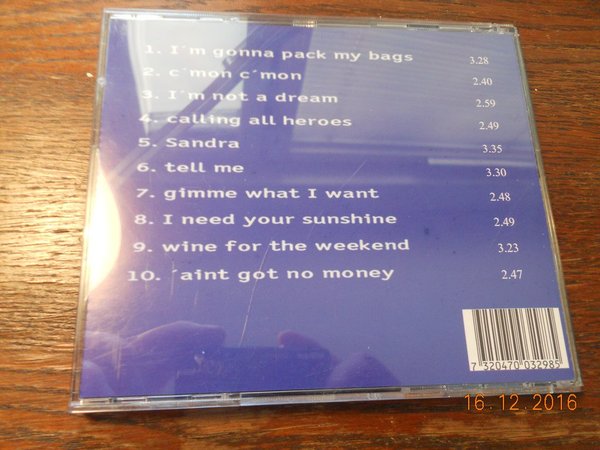 1. I´m gonna pack my bags 3.28
2. c´mon c´mon 2.40
3. I´m not a dream 2.59
4. calling all heroes 2.49
5. Sandra 3.35
6. tell me 3.30
7. gimme what I want 2.48
8. I need your sunshine 2.49
9. wine for the weekend 3.23
10. ´aint got no money 2.47
7 320470 032985
16.12.2016